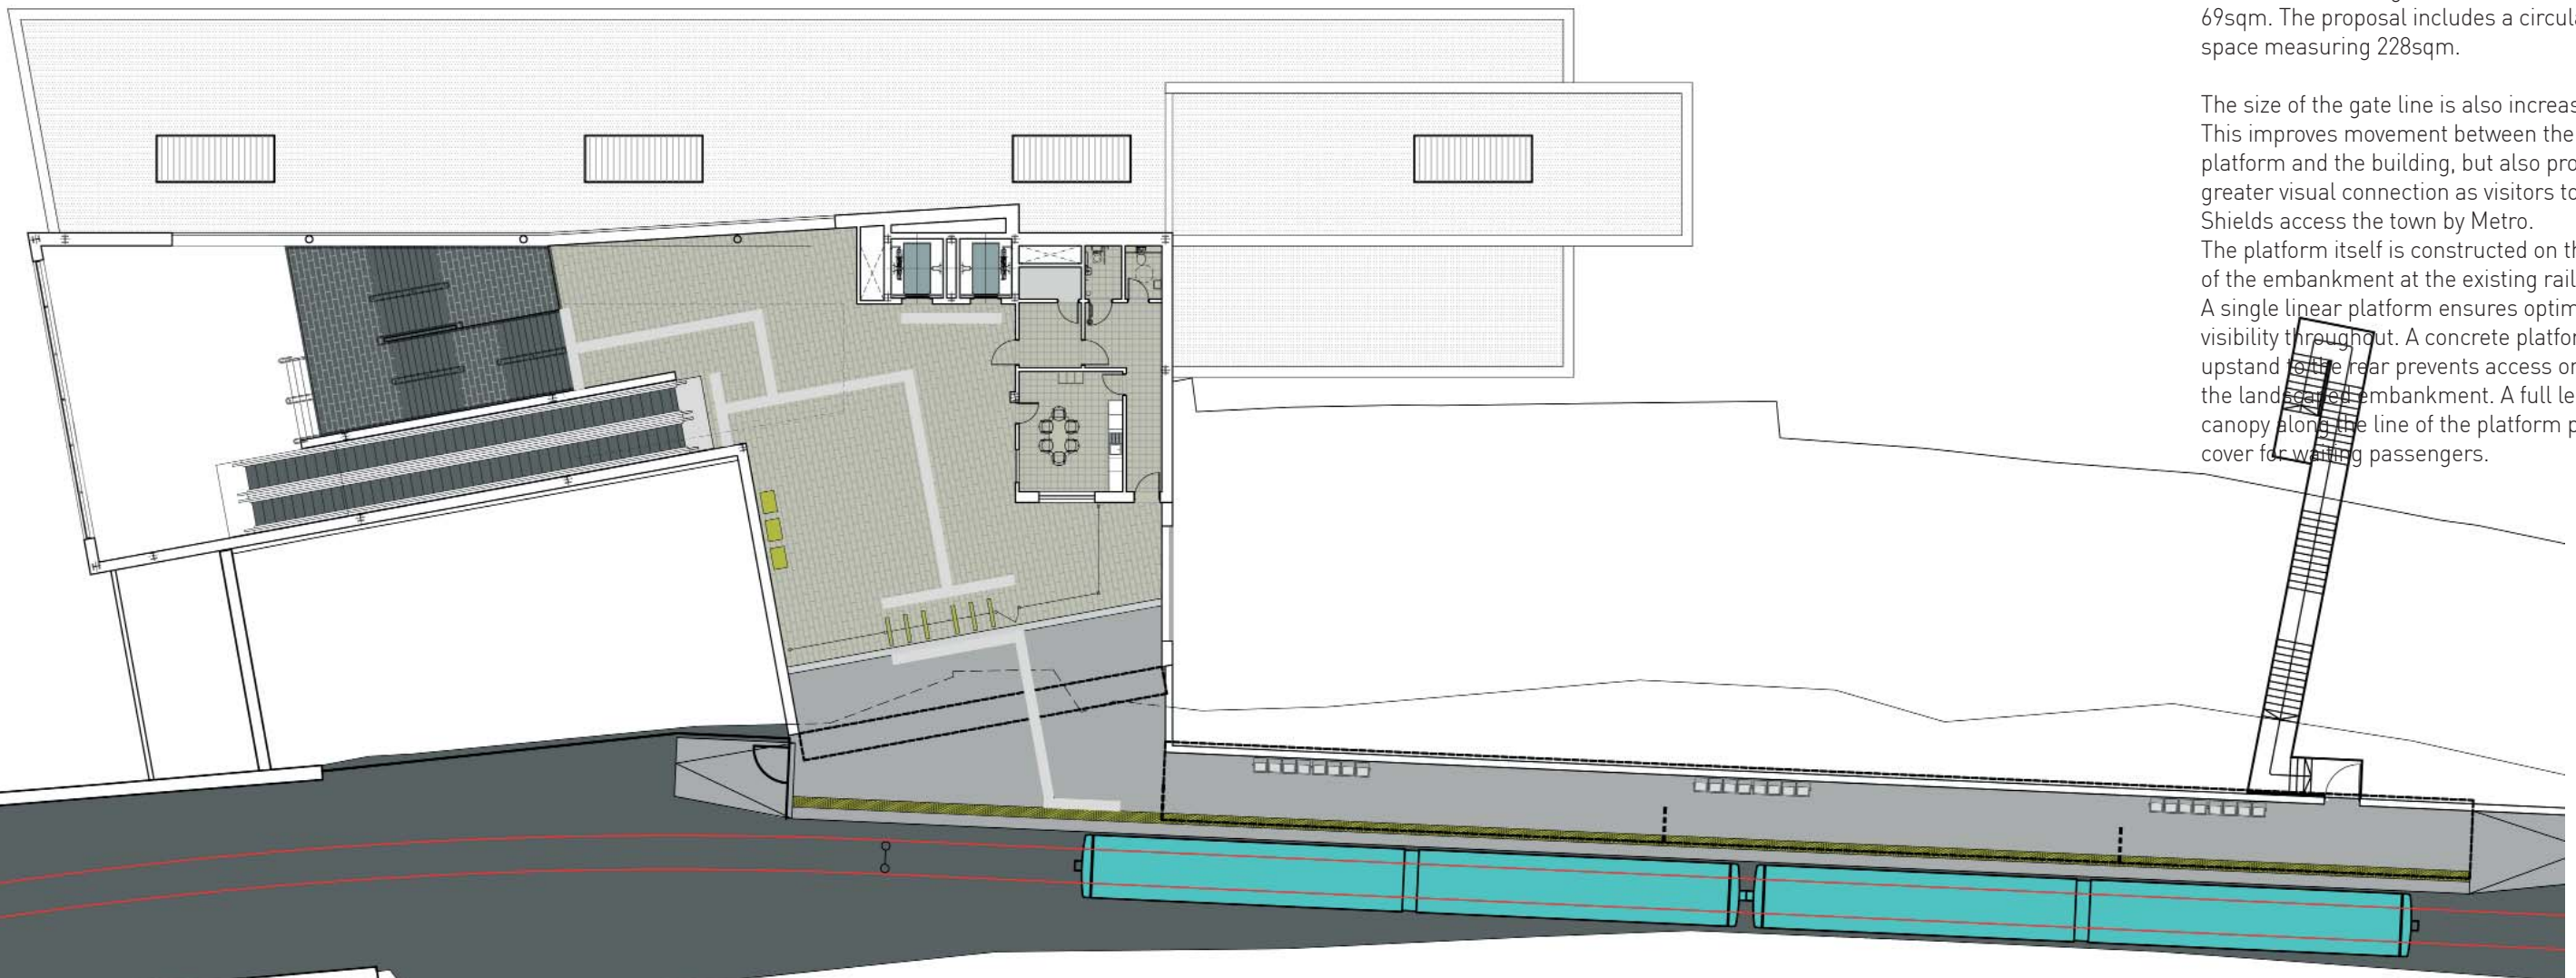 69sqm. The proposal includes a circula
space measuring 228sqm.
The size of the gate line is also increas
This improves movement between the
platform and the building, but also pro
greater visual connection as visitors to
Shields access the town by Metro.
The platform itself is constructed on th
of the embankment at the existing rail
A single linear platform ensures optim
visibility throughout. A concrete platfor
upstand to the rear prevents access or
the landscaped embankment. A full le
canopy along the line of the platform p
cover for waiting passengers.